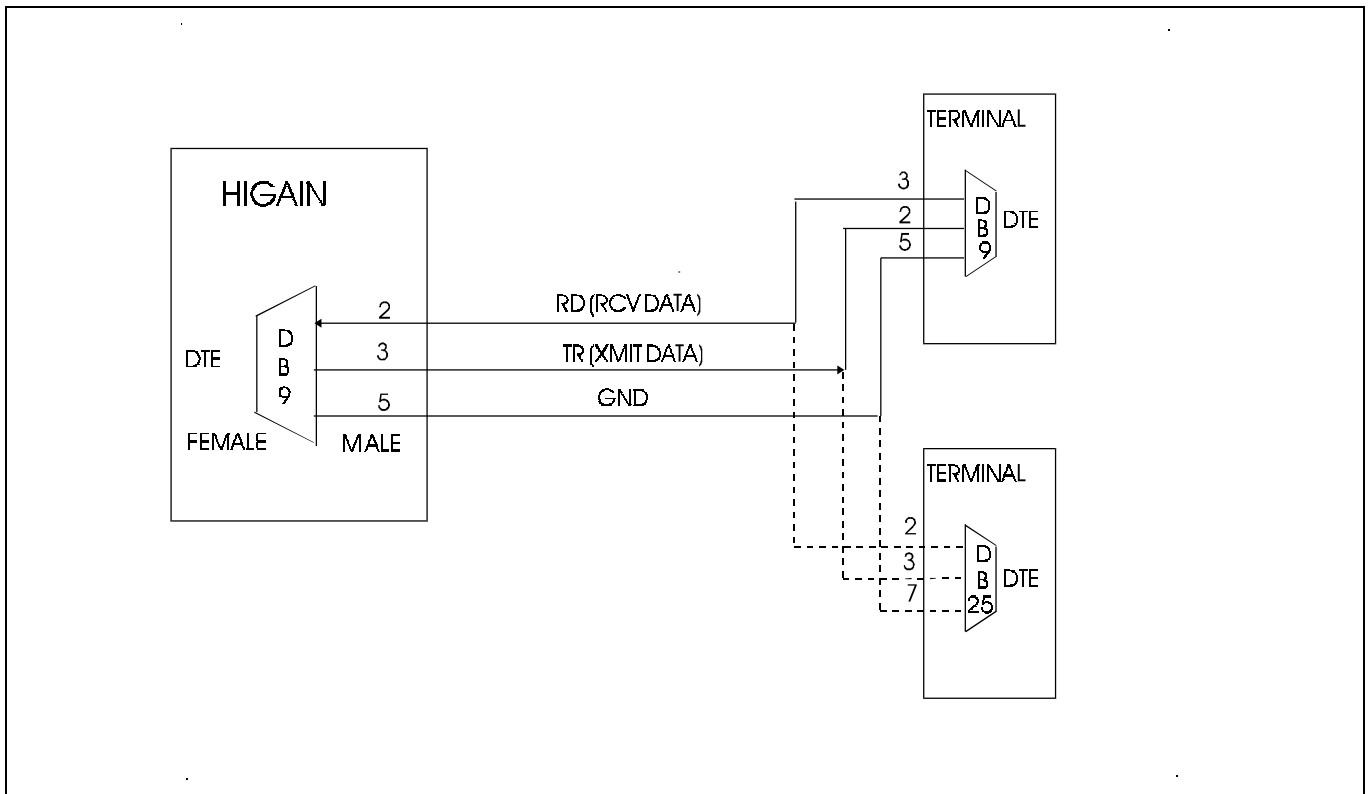 HIGAIN
DTE
D
B
9
FEMALE
MALE
2
3
5
RD (RCV DATA)
TR (XMIT DATA)
GND
TERMINAL
3
2
5
D
B
9
DTE
TERMINAL
2
3
7
D
B
25
DTE